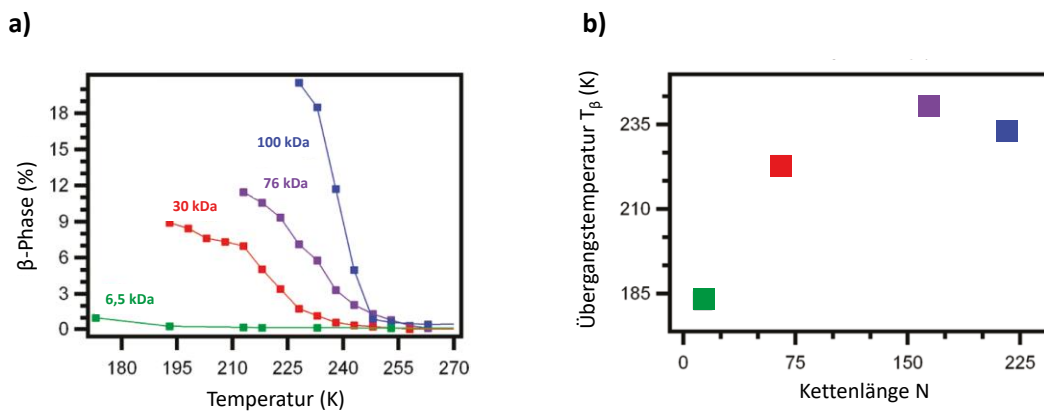 a)
18
15
12
9
6
3
0
β-Phase (%)
100 kDa
76 kDa
30 kDa
6,5 kDa
180 195 210 225 240 255 270
Temperatur (K)
b)
Übergangstemperatur Tβ (K)
235
210
185
0 75 150 225
Kettenlänge N